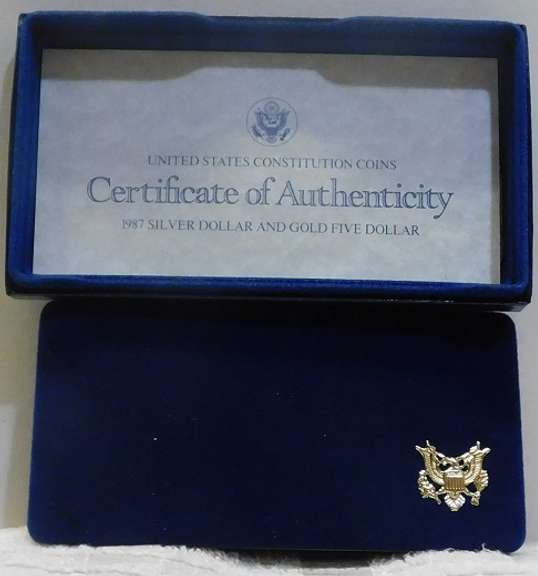 UNITED STATES CONSTITUTION COINS
Certificate of Authenticity
1987 SILVER DOLLAR AND GOLD FIVE DOLLAR